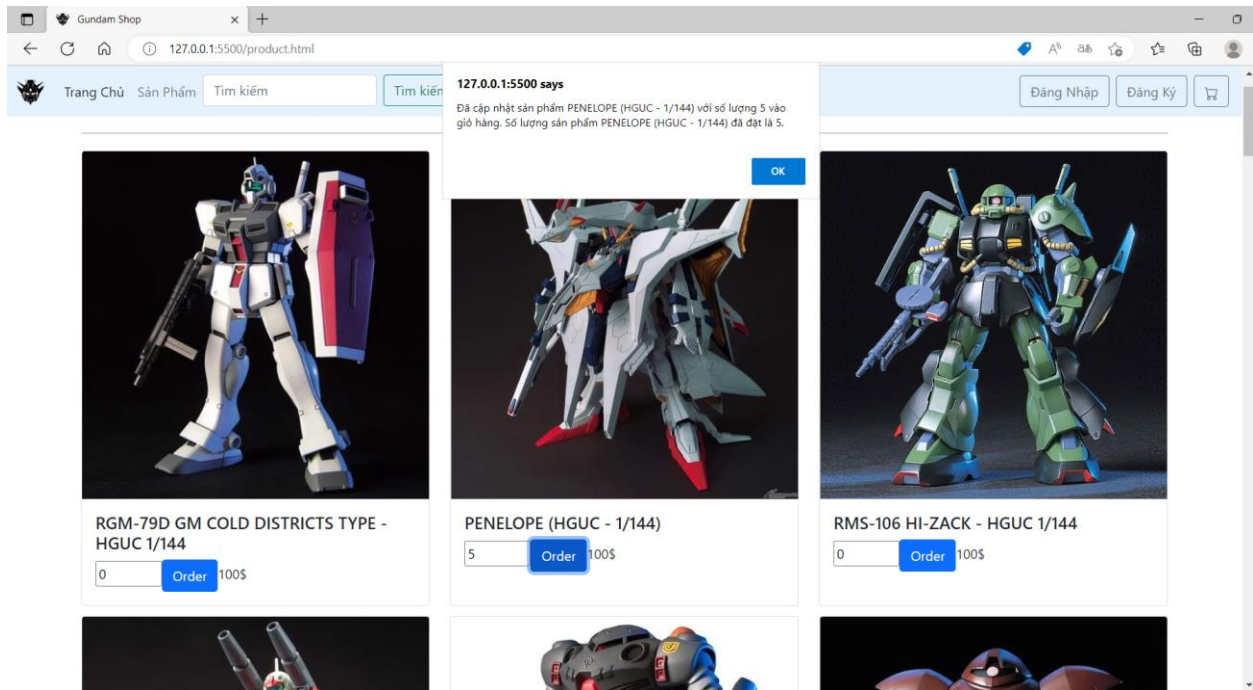 Gundam Shop
127.0.0.1:5500/product.html
Trang Chủ Sản Phẩm Tìm kiếm Tìm kiếm Đăng Nhập Đăng Ký
127.0.0.1:5500 says
Đã cập nhật sản phẩm PENELOPE (HGUC - 1/144) với số lượng 5 vào
giỏ hàng. Số lượng sản phẩm PENELOPE (HGUC - 1/144) đã đặt là 5.
OK
RGM-79D GM COLD DISTRICTS TYPE -
HGUC 1/144
0 Order 100$
PENELOPE (HGUC - 1/144)
5 Order 100$
RMS-106 HI-ZACK - HGUC 1/144
0 Order 100$